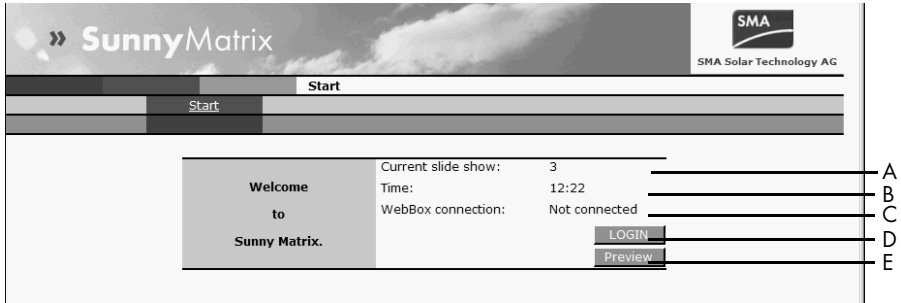 » SunnyMatrix
SMA
SMA Solar Technology AG
Start
Start
Welcome
to
Sunny Matrix.
Current slide show: 3
Time: 12:22
WebBox connection: Not connected
LOGIN
Preview
A
B
C
D
E